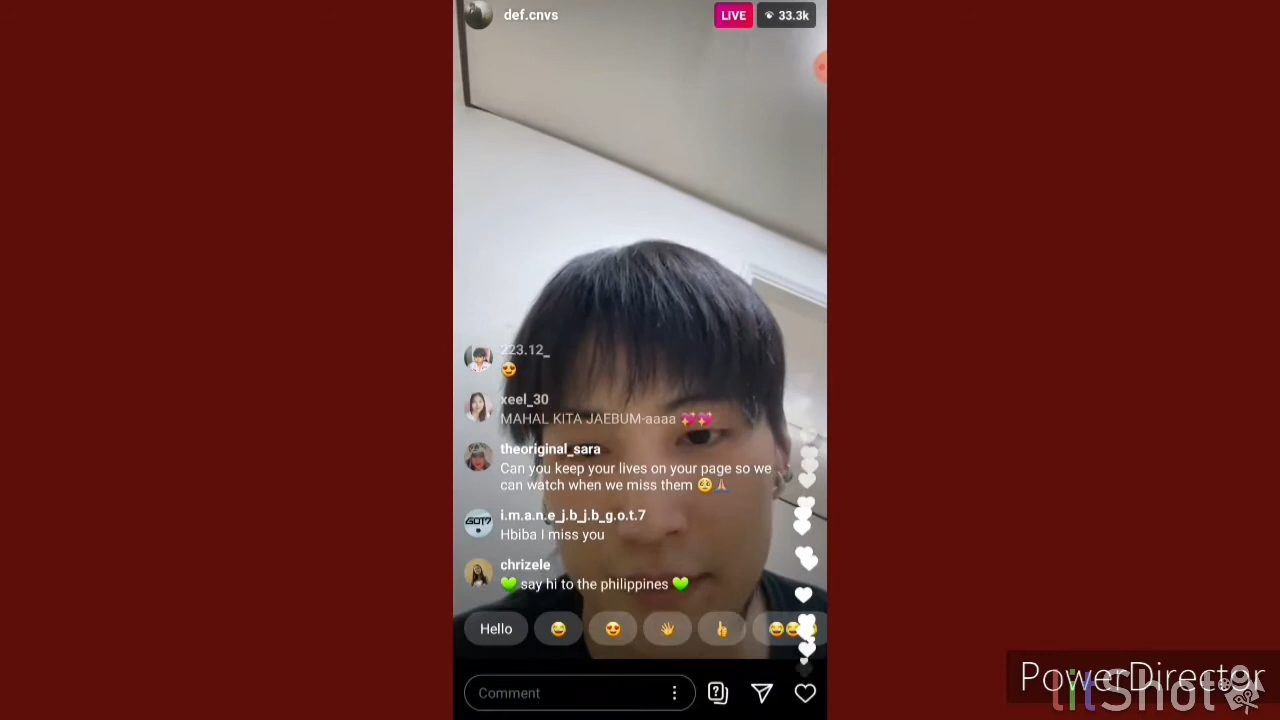 def.cnvs
LIVE
33.3k
223.12_
😍
xeel_30
MAHAL KITA JAEBUM-aaaa 💖💖
theoriginal_sara
Can you keep your lives on your page so we
can watch when we miss them 🥺🙏
i.m.a.n.e_j.b_j.b_g.o.t.7
GOT7
Hbiba I miss you
chrizele
💚 say hi to the philippines 💚
Hello
Comment
PowerDirector
litShot